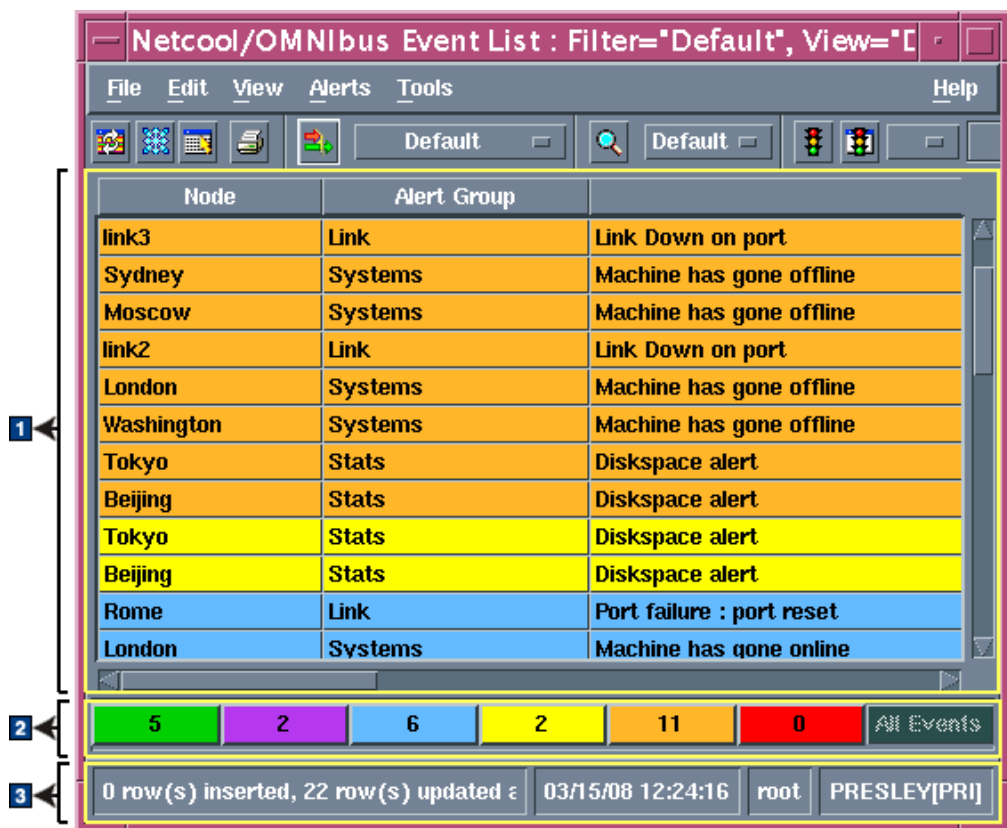 Netcool/OMNIbus Event List : Filter="Default", View="D
File Edit View Alerts Tools Help
Default Default
Node Alert Group
link3 Link Link Down on port
Sydney Systems Machine has gone offline
Moscow Systems Machine has gone offline
link2 Link Link Down on port
London Systems Machine has gone offline
Washington Systems Machine has gone offline
1
Tokyo Stats Diskspace alert
Beijing Stats Diskspace alert
Tokyo Stats Diskspace alert
Beijing Stats Diskspace alert
Rome Link Port failure : port reset
London Systems Machine has gone online
2 5 2 6 2 11 0 All Events
3 0 row(s) inserted, 22 row(s) updated a 03/15/08 12:24:16 root PRESLEY[PRI]